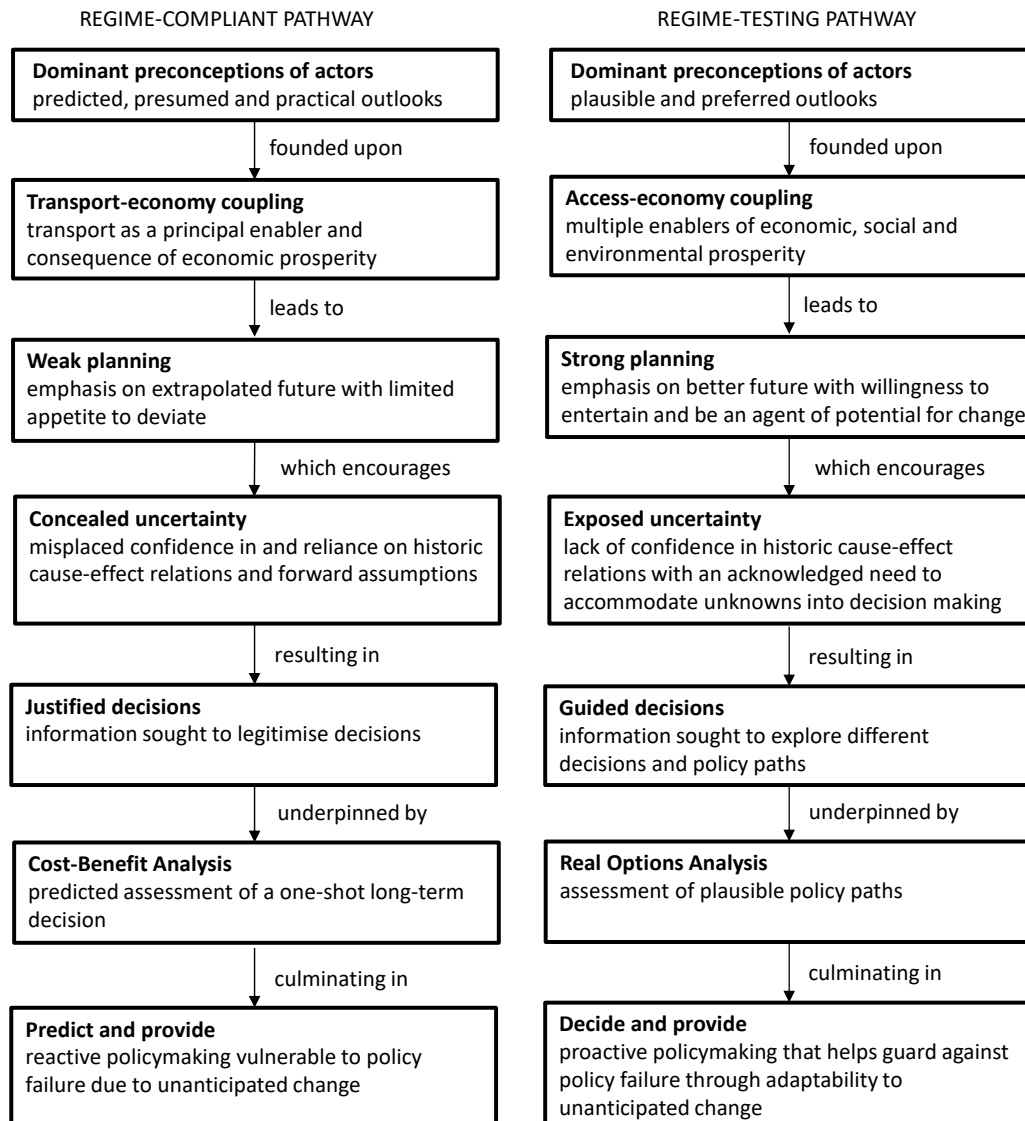 REGIME-COMPLIANT PATHWAY
Dominant preconceptions of actors
predicted, presumed and practical outlooks
founded upon
Transport-economy coupling
transport as a principal enabler and
consequence of economic prosperity
leads to
Weak planning
emphasis on extrapolated future with limited
appetite to deviate
which encourages
Concealed uncertainty
misplaced confidence in and reliance on historic
cause-effect relations and forward assumptions
resulting in
Justified decisions
information sought to legitimise decisions
underpinned by
Cost-Benefit Analysis
predicted assessment of a one-shot long-term
decision
culminating in
Predict and provide
reactive policymaking vulnerable to policy
failure due to unanticipated change
REGIME-TESTING PATHWAY
Dominant preconceptions of actors
plausible and preferred outlooks
founded upon
Access-economy coupling
multiple enablers of economic, social and
environmental prosperity
leads to
Strong planning
emphasis on better future with willingness to
entertain and be an agent of potential for change
which encourages
Exposed uncertainty
lack of confidence in historic cause-effect
relations with an acknowledged need to
accommodate unknowns into decision making
resulting in
Guided decisions
information sought to explore different
decisions and policy paths
underpinned by
Real Options Analysis
assessment of plausible policy paths
culminating in
Decide and provide
proactive policymaking that helps guard against
policy failure through adaptability to
unanticipated change